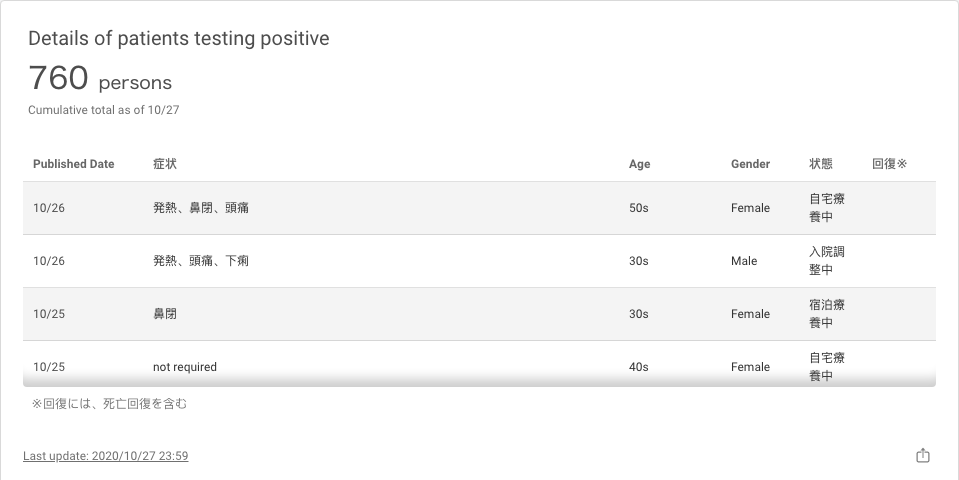 Details of patients testing positive
760 persons
Cumulative total as of 10/27
Published Date 症状 Age Gender 状態 回復※
10/26 発熱、鼻閉、頭痛 50s Female 自宅療
養中
10/26 発熱、頭痛、下痢 30s Male 入院調
整中
10/25 鼻閉 30s Female 宿泊療
養中
10/25 not required 40s Female 自宅療
養中
※回復には、死亡回復を含む
Last update: 2020/10/27 23:59